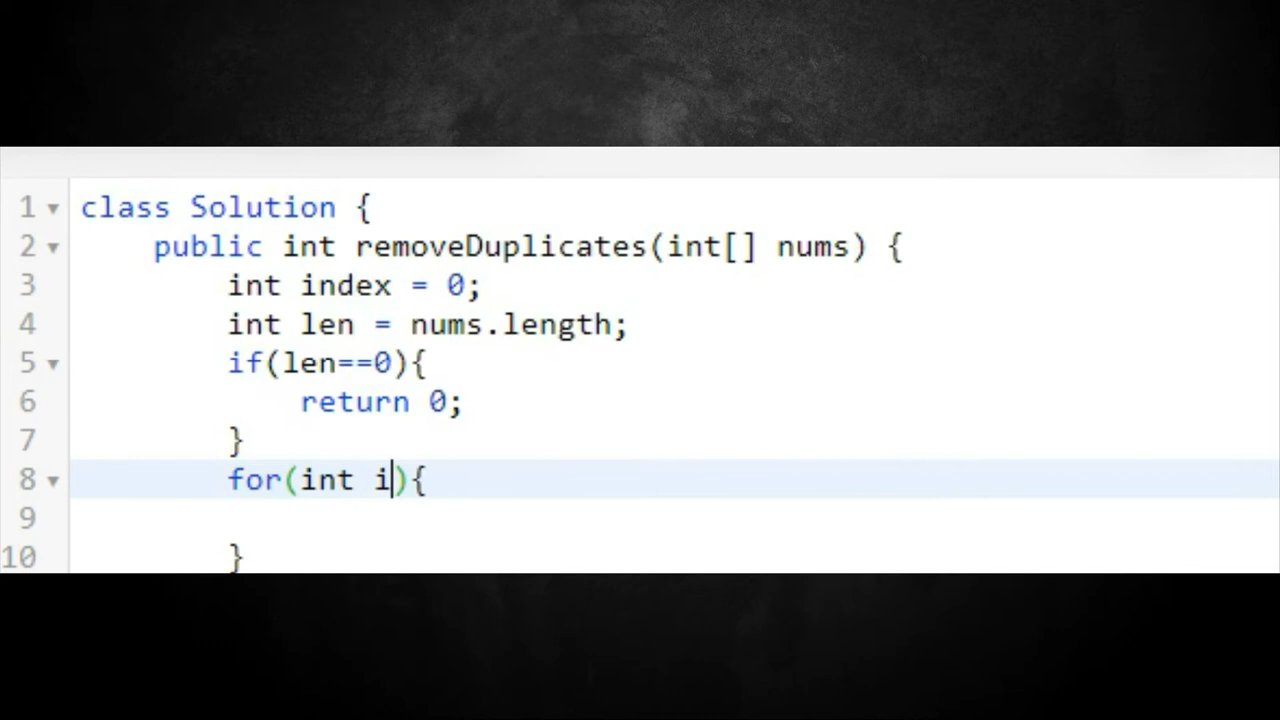 1 class Solution {
2 public int removeDuplicates(int[] nums) {
3 int index = 0;
4 int len = nums.length;
5 if(len==0){
6 return 0;
7 }
8 for(int i){
9
10 }